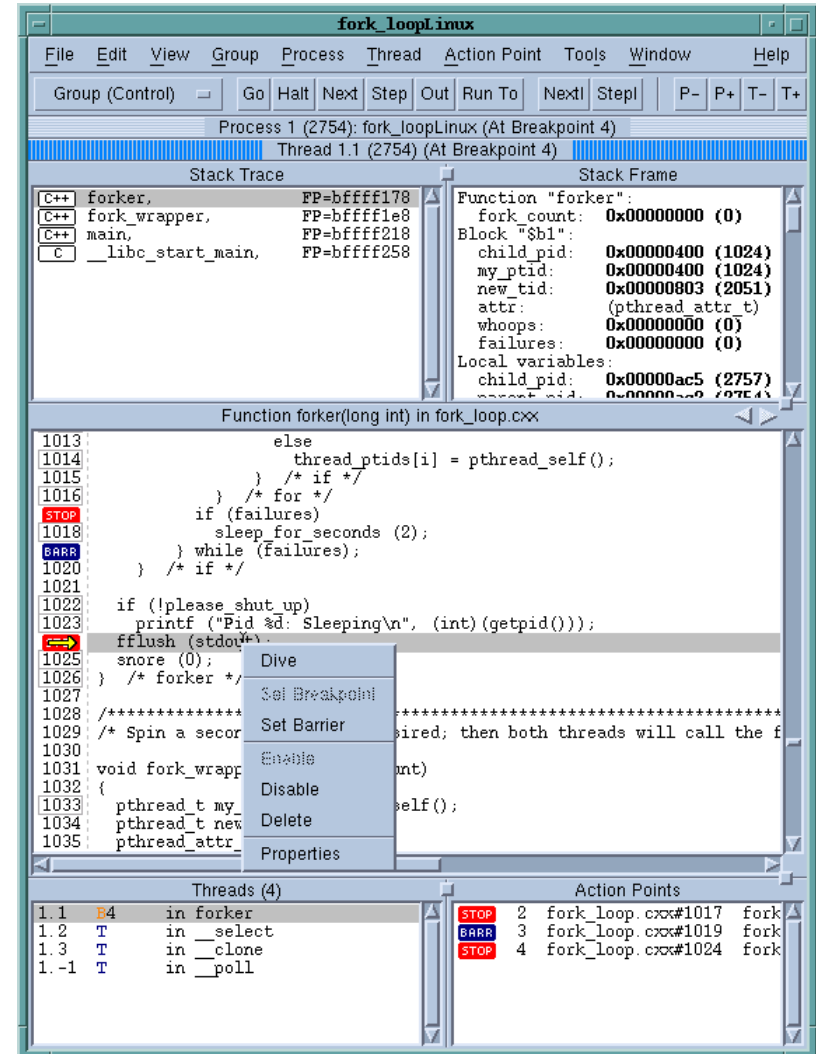 fork_loopLinux
File Edit View Group Process Thread Action Point Tools Window Help
Group (Control) Go Halt Next Step Out Run To NextI StepI P- P+ T- T+
Process 1 (2754): fork_loopLinux (At Breakpoint 4)
Thread 1.1 (2754) (At Breakpoint 4)
Stack Trace
C++ forker, FP=bffff178
C++ fork_wrapper, FP=bffff1e8
C++ main, FP=bffff218
C __libc_start_main, FP=bffff258
Stack Frame
Function "forker":
fork_count: 0x00000000 (0)
Block "$b1":
child_pid: 0x00000400 (1024)
my_ptid: 0x00000400 (1024)
new_tid: 0x00000803 (2051)
attr: (pthread_attr_t)
whoops: 0x00000000 (0)
failures: 0x00000000 (0)
Local variables:
child_pid: 0x00000ac5 (2757)
Function forker(long int) in fork_loop.cxx
1013 else
1014 thread_ptids[i] = pthread_self();
1015 } /* if */
1016 } /* for */
STOP if (failures)
1018 sleep_for_seconds (2);
BARR } while (failures);
1020 } /* if */
1021
1022 if (!please_shut_up)
1023 printf ("Pid %d: Sleeping\n", (int)(getpid()));
fflush (stdout);
1025 snore (0);
1026 } /* forker */
1027
1028 /*****************************************************************
1029 /* Spin a secon ired; then both threads will call the f
1030
1031 void fork_wrapp unt)
1032 {
1033 pthread_t my_ self();
1034 pthread_t new
1035 pthread_attr_
Dive
Set Breakpoint
Set Barrier
Enable
Disable
Delete
Properties
Threads (4)
1.1 B4 in forker
1.2 T in __select
1.3 T in __clone
1.-1 T in __poll
Action Points
STOP 2 fork_loop.cxx#1017 fork
BARR 3 fork_loop.cxx#1019 fork
STOP 4 fork_loop.cxx#1024 fork